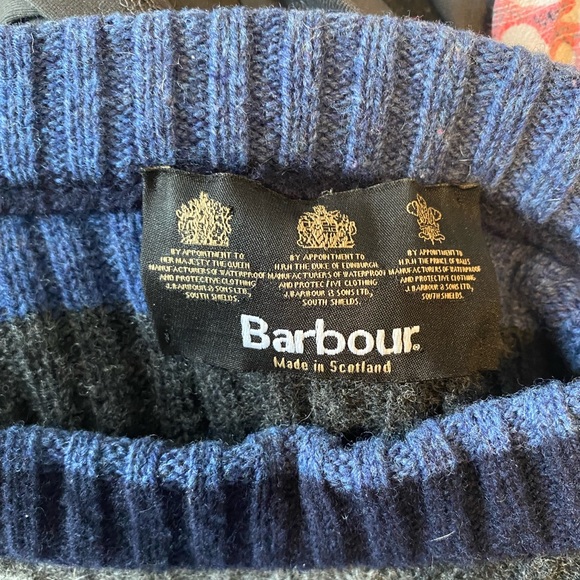 BY APPOINTMENT TO
HER MAJESTY THE QUEEN
MANUFACTURERS OF WATERPROOF
AND PROTECTIVE CLOTHING
J.BARBOUR & SONS LTD,
SOUTH SHIELDS.
BY APPOINTMENT TO
H.R.H THE DUKE OF EDINBURGH
MANUFACTURERS OF WATERPROOF
AND PROTECTIVE CLOTHING
J.BARBOUR & SONS LTD,
SOUTH SHIELDS.
BY APPOINTMENT TO
H.R.H THE PRINCE OF WALES
MANUFACTURERS OF WATERPROOF
AND PROTECTIVE CLOTHING
J.BARBOUR & SONS LTD,
SOUTH SHIELDS.
Barbour®
Made in Scotland